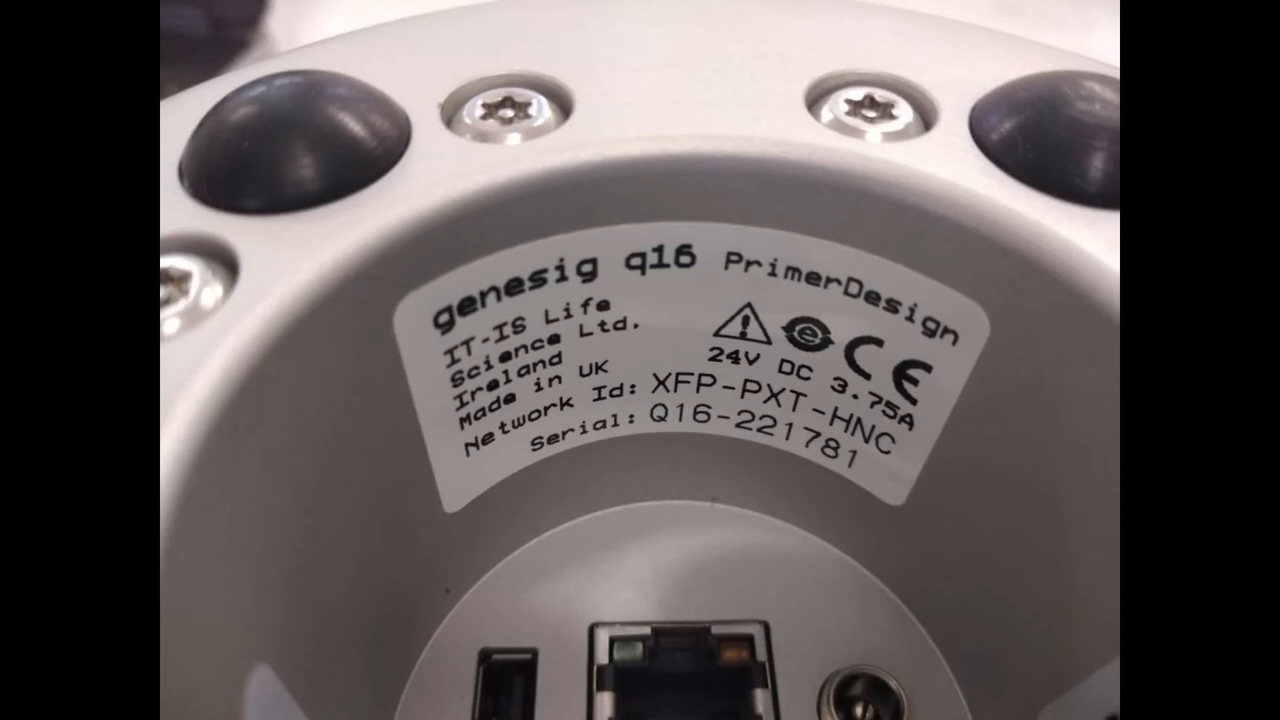 genesig q16 PrimerDesign
IT-IS Life
Science Ltd.
Ireland
Made in UK
e CE
24V DC 3.75A
Network Id: XFP-PXT-HNC
Serial: Q16-221781